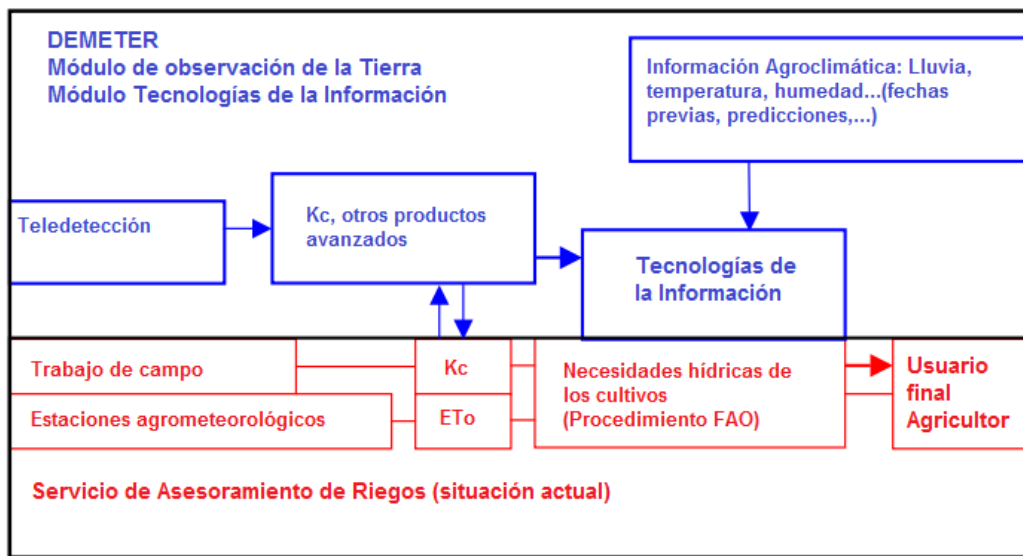 DEMETER
Módulo de observación de la Tierra
Módulo Tecnologías de la Información
Información Agroclimática: Lluvia,
temperatura, humedad...(fechas
previas, predicciones,...)
Teledetección
Kc, otros productos
avanzados
Tecnologías de
la Información
Trabajo de campo
Kc
Necesidades hídricas de
los cultivos
(Procedimiento FAO)
Usuario
final
Agricultor
Estaciones agrometeorológicos
ETo
Servicio de Asesoramiento de Riegos (situación actual)